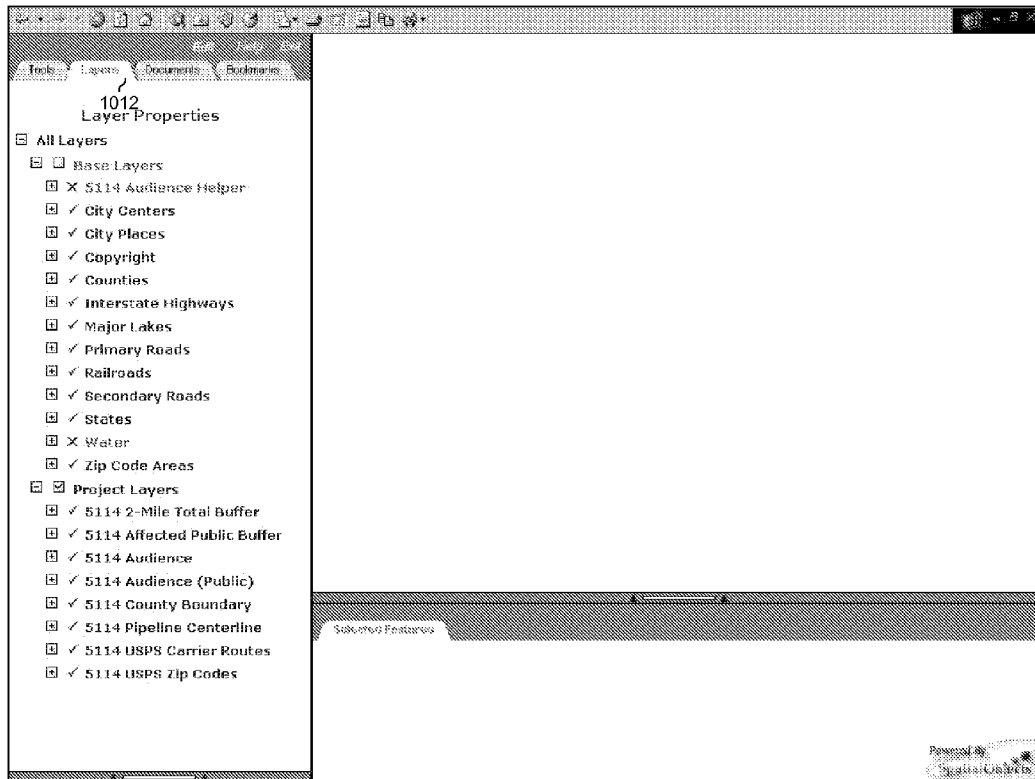 Edit Help
Tools Layers Documents Bookmarks
1012
Layer Properties
All Layers
Base Layers
5114 Audience Helper
City Centers
City Places
Copyright
Counties
Interstate Highways
Major Lakes
Primary Roads
Railroads
Secondary Roads
States
Water
Zip Code Areas
Project Layers
5114 2-Mile Total Buffer
5114 Affected Public Buffer
5114 Audience
5114 Audience (Public)
5114 County Boundary
5114 Pipeline Centerline
5114 USPS Carrier Routes
5114 USPS Zip Codes
Selected Features
Powered By
SpatialObjects